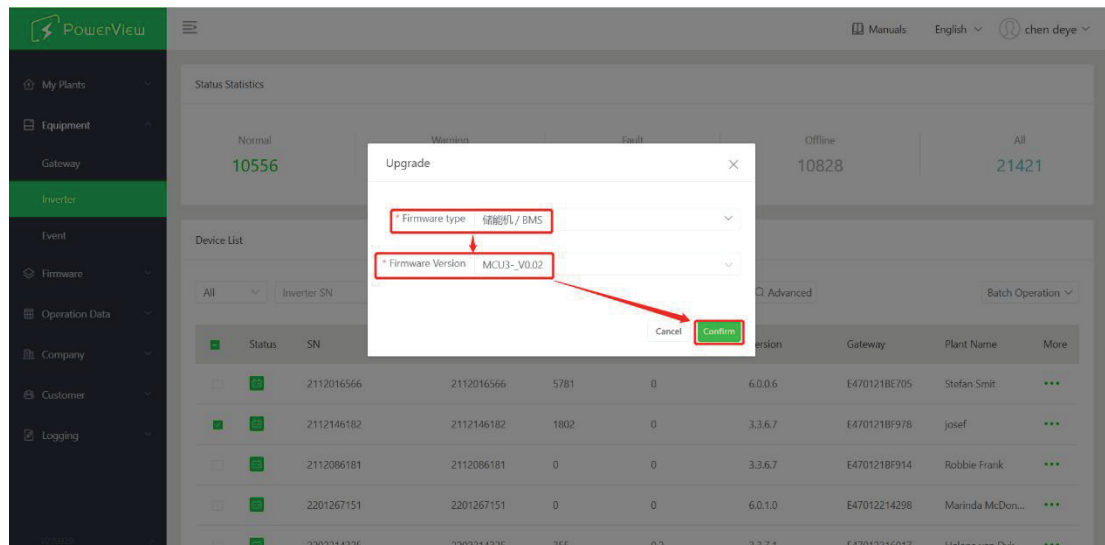 PowerView
Manuals English chen deye
My Plants
Equipment
Gateway
Inverter
Event
Firmware
Operation Data
Company
Customer
Logging
Status Statistics
Normal Warning Fault Offline All
10556 10828 21421
Upgrade
* Firmware type 储能机 / BMS
* Firmware Version MCU3-_V0.02
Cancel Confirm
Device List
All Inverter SN Advanced Batch Operation
Status SN ersion Gateway Plant Name More
2112016566 2112016566 5781 0 6.0.0.6 E470121BE705 Stefan Smit
2112146182 2112146182 1802 0 3.3.6.7 E470121BF978 josef
2112086181 2112086181 0 0 3.3.6.7 E470121BF914 Robbie Frank
2201267151 2201267151 0 0 6.0.1.0 E47012214298 Marinda McDon...